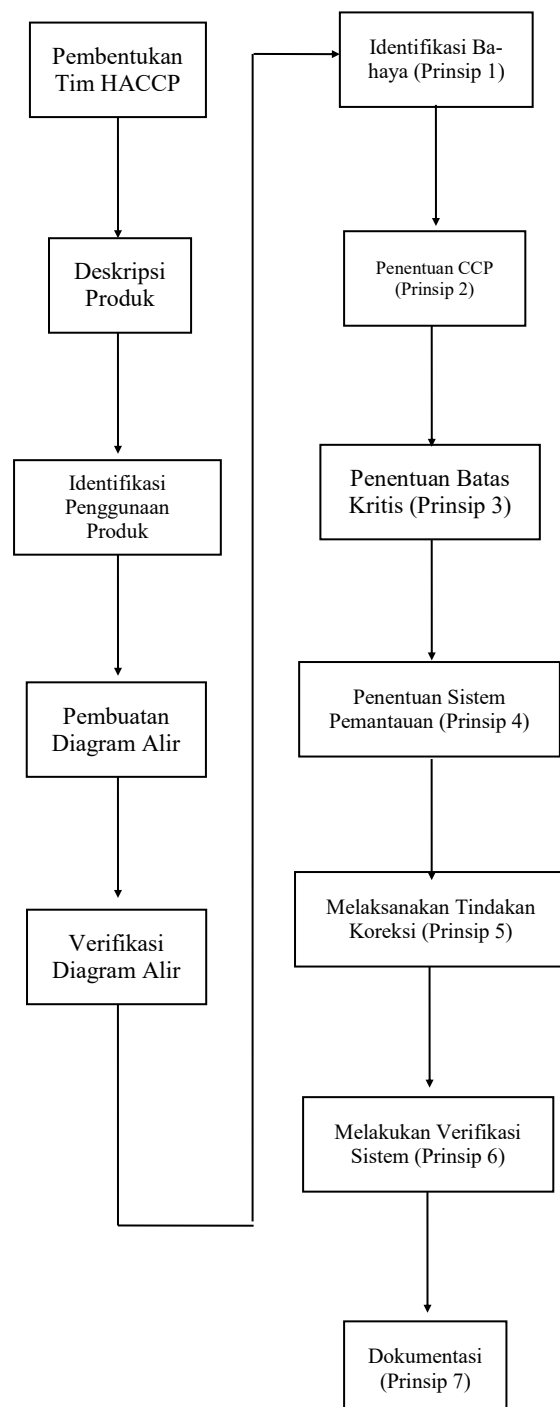 Pembentukan
Tim HACCP
Deskripsi
Produk
Identifikasi
Penggunaan
Produk
Pembuatan
Diagram Alir
Verifikasi
Diagram Alir
Identifikasi Ba-
haya (Prinsip 1)
Penentuan CCP
(Prinsip 2)
Penentuan Batas
Kritis (Prinsip 3)
Penentuan Sistem
Pemantauan (Prinsip 4)
Melaksanakan Tindakan
Koreksi (Prinsip 5)
Melakukan Verifikasi
Sistem (Prinsip 6)
Dokumentasi
(Prinsip 7)